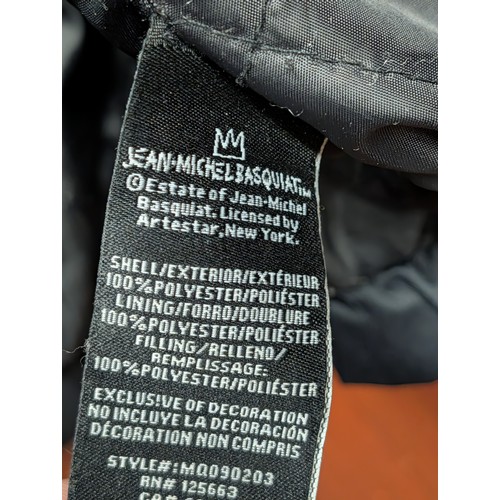 JEAN-MICHEL BASQUIAT™
©Estate of Jean-Michel
Basquiat. Licensed by
Artestar, New York.
SHELL/EXTERIOR/EXTÉRIEUR
100%POLYESTER/POLIÉSTER
LINING/FORRO/DOUBLURE
100%POLYESTER/POLIÉSTER
FILLING/RELLENO/
REMPLISSAGE:
100%POLYESTER/POLIÉSTER
EXCLUSIVE OF DECORATION
NO INCLUYE LA DECORACIÓN
DÉCORATION NON COMPRIS
STYLE#:MQ090203
RN# 125663